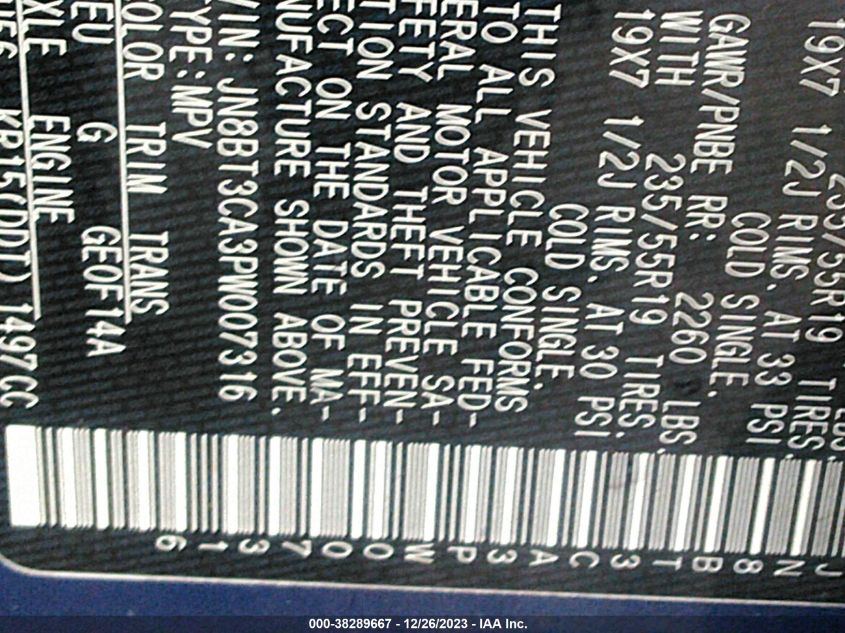 19X7 1/2J RIMS. AT 33 PSI
COLD SINGLE.
GAWR/PNBE RR: 2260 LBS.
WITH 235/55R19 TIRES.
19X7 1/2J RIMS. AT 30 PSI
COLD SINGLE.
THIS VEHICLE CONFORMS
TO ALL APPLICABLE FED-
ERAL MOTOR VEHICLE SA-
FETY AND THEFT PREVEN-
TION STANDARDS IN EFF-
ECT ON THE DATE OF MA-
NUFACTURE SHOWN ABOVE.
VIN: JN8BT3CA3PW007316
TYPE: MPV
COLOR TRIM TRANS
G GE0F14A
ENGINE
KR15(DDT) 1497CC
JN8BT3CA3PW007316
000-38289667 - 12/26/2023 - IAA Inc.